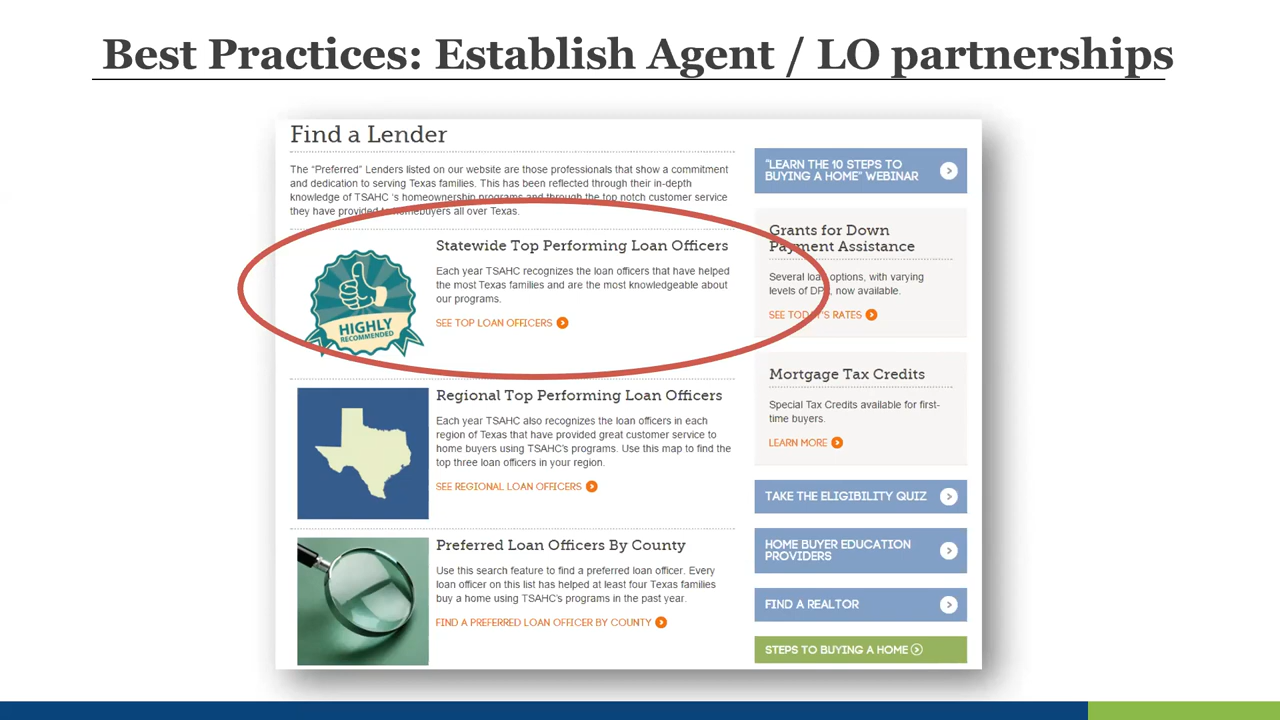 Best Practices: Establish Agent / LO partnerships
Find a Lender
The “Preferred” Lenders listed on our website are those professionals that show a commitment
and dedication to serving Texas families. This has been reflected through their in-depth
knowledge of TSAHC 's homeownership programs and through the top notch customer service
they have provided to homebuyers all over Texas.
HIGHLY
RECOMMENDED
Statewide Top Performing Loan Officers
Each year TSAHC recognizes the loan officers that have helped
the most Texas families and are the most knowledgeable about
our programs.
SEE TOP LOAN OFFICERS
Regional Top Performing Loan Officers
Each year TSAHC also recognizes the loan officers in each
region of Texas that have provided great customer service to
home buyers using TSAHC's programs. Use this map to find the
top three loan officers in your region.
SEE REGIONAL LOAN OFFICERS
Preferred Loan Officers By County
Use this search feature to find a preferred loan officer. Every
loan officer on this list has helped at least four Texas families
buy a home using TSAHC's programs in the past year.
FIND A PREFERRED LOAN OFFICER BY COUNTY
“LEARN THE 10 STEPS TO
BUYING A HOME” WEBINAR
Grants for Down
Payment Assistance
Several loan options, with varying
levels of DPA, now available.
SEE TODAY'S RATES
Mortgage Tax Credits
Special Tax Credits available for first-
time buyers.
LEARN MORE
TAKE THE ELIGIBILITY QUIZ
HOME BUYER EDUCATION
PROVIDERS
FIND A REALTOR
STEPS TO BUYING A HOME